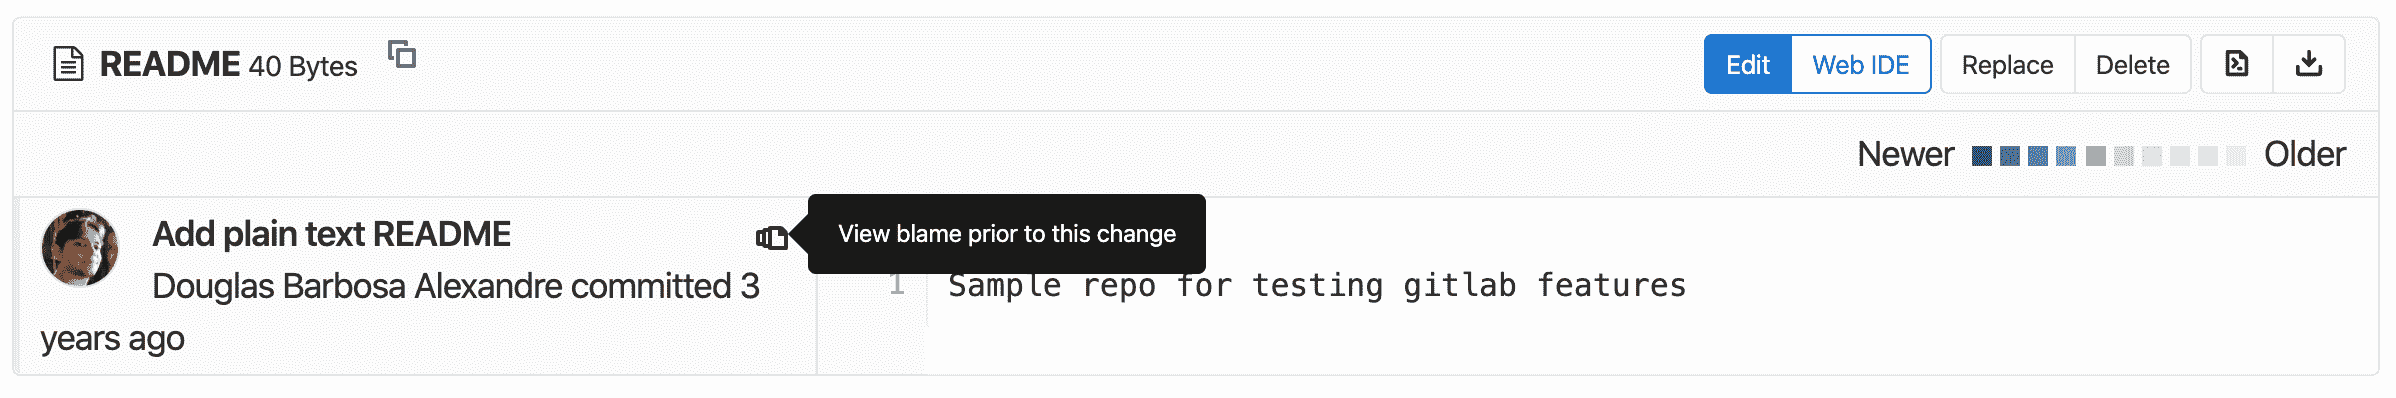 README 40 Bytes
Edit Web IDE Replace Delete
Newer Older
Add plain text README
View blame prior to this change
Douglas Barbosa Alexandre committed 3
years ago
1 Sample repo for testing gitlab features